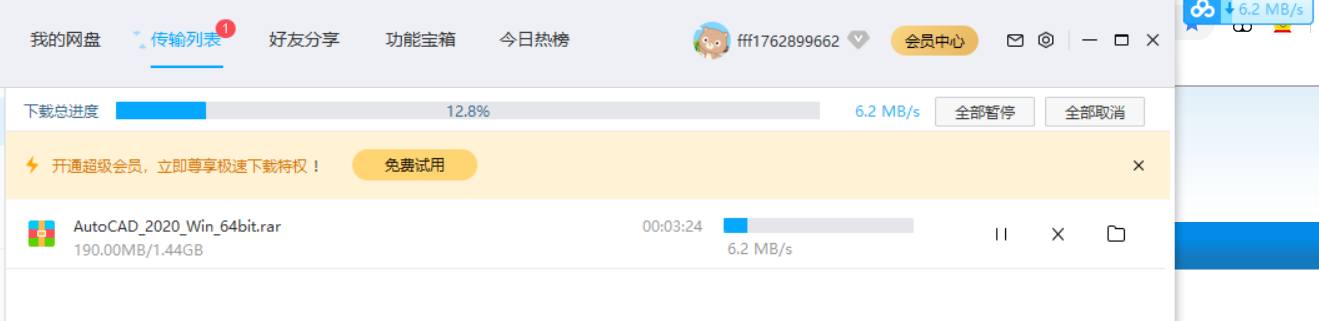 6.2 MB/s
我的网盘 传输列表 1 好友分享 功能宝箱 今日热榜 fff1762899662 会员中心
下载总进度 12.8% 6.2 MB/s 全部暂停 全部取消
开通超级会员，立即尊享极速下载特权！ 免费试用
AutoCAD_2020_Win_64bit.rar 00:03:24
190.00MB/1.44GB 6.2 MB/s